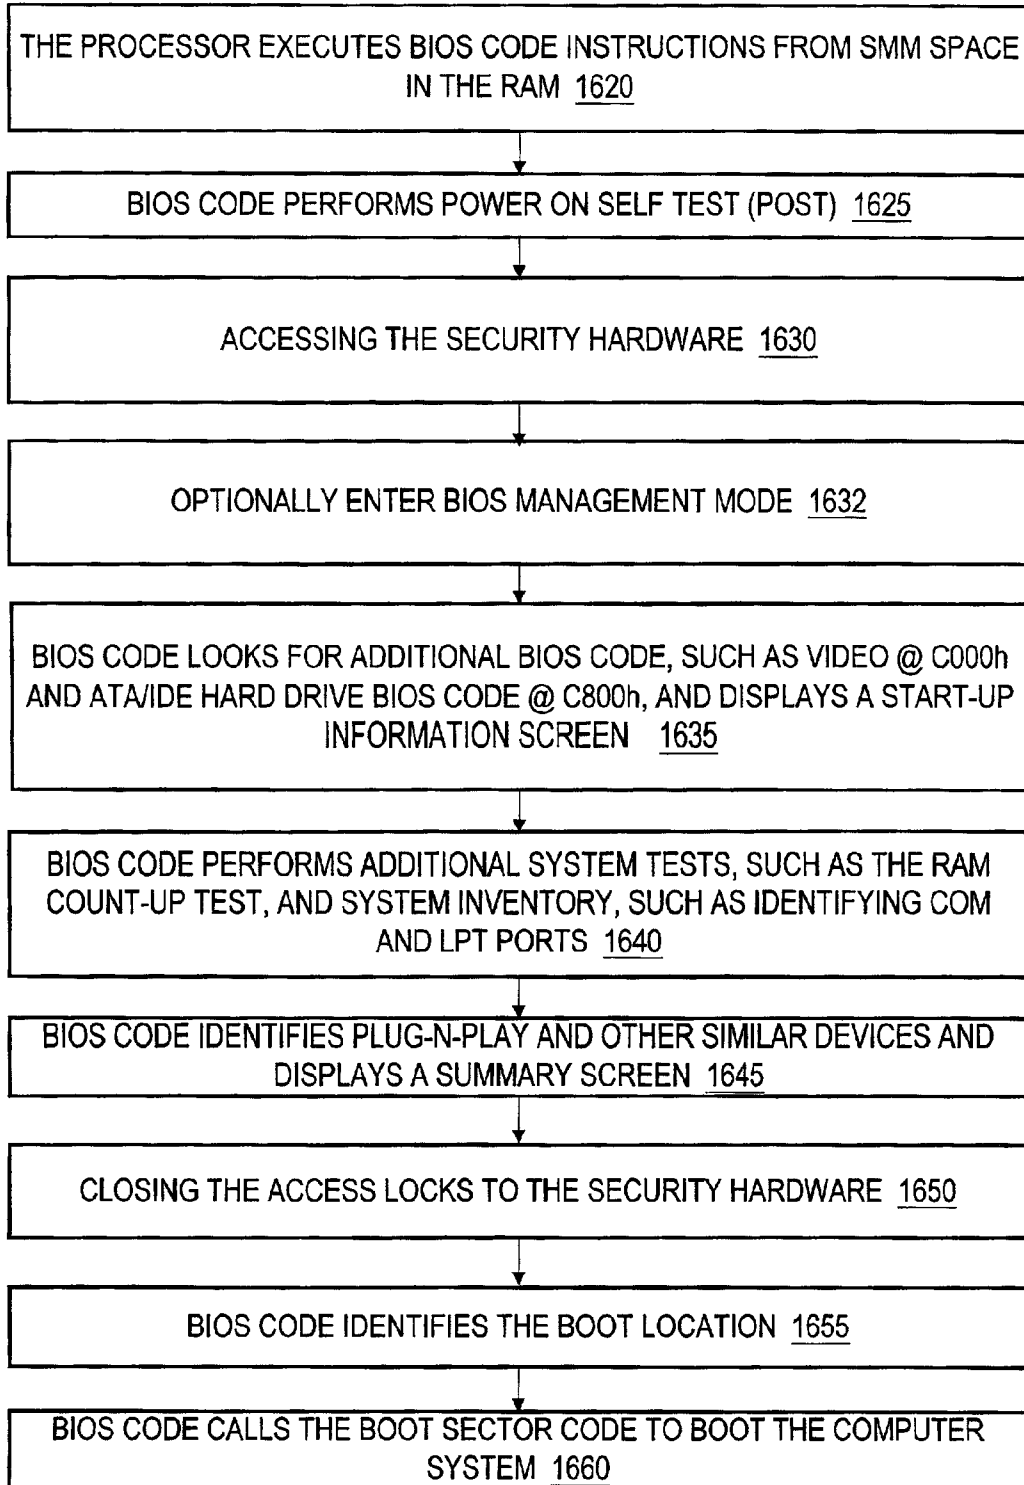 THE PROCESSOR EXECUTES BIOS CODE INSTRUCTIONS FROM SMM SPACE
IN THE RAM 1620
BIOS CODE PERFORMS POWER ON SELF TEST (POST) 1625
ACCESSING THE SECURITY HARDWARE 1630
OPTIONALLY ENTER BIOS MANAGEMENT MODE 1632
BIOS CODE LOOKS FOR ADDITIONAL BIOS CODE, SUCH AS VIDEO @ C000h
AND ATA/IDE HARD DRIVE BIOS CODE @ C800h, AND DISPLAYS A START-UP
INFORMATION SCREEN 1635
BIOS CODE PERFORMS ADDITIONAL SYSTEM TESTS, SUCH AS THE RAM
COUNT-UP TEST, AND SYSTEM INVENTORY, SUCH AS IDENTIFYING COM
AND LPT PORTS 1640
BIOS CODE IDENTIFIES PLUG-N-PLAY AND OTHER SIMILAR DEVICES AND
DISPLAYS A SUMMARY SCREEN 1645
CLOSING THE ACCESS LOCKS TO THE SECURITY HARDWARE 1650
BIOS CODE IDENTIFIES THE BOOT LOCATION 1655
BIOS CODE CALLS THE BOOT SECTOR CODE TO BOOT THE COMPUTER
SYSTEM 1660